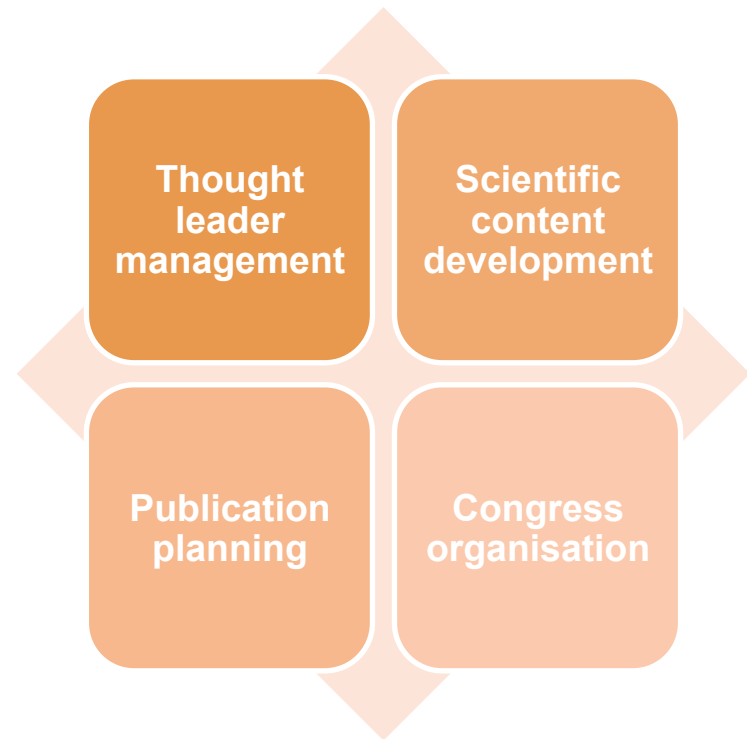 Thought
leader
management
Scientific
content
development
Publication
planning
Congress
organisation